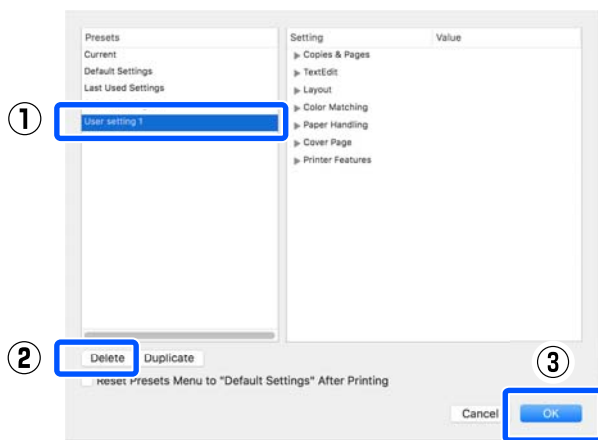 Presets
Setting Value
Current
Default Settings
Last Used Settings
User setting 1
Copies & Pages
TextEdit
Layout
Color Matching
Paper Handling
Cover Page
Printer Features
①
②
Delete Duplicate
Reset Presets Menu to "Default Settings" After Printing
③
Cancel OK